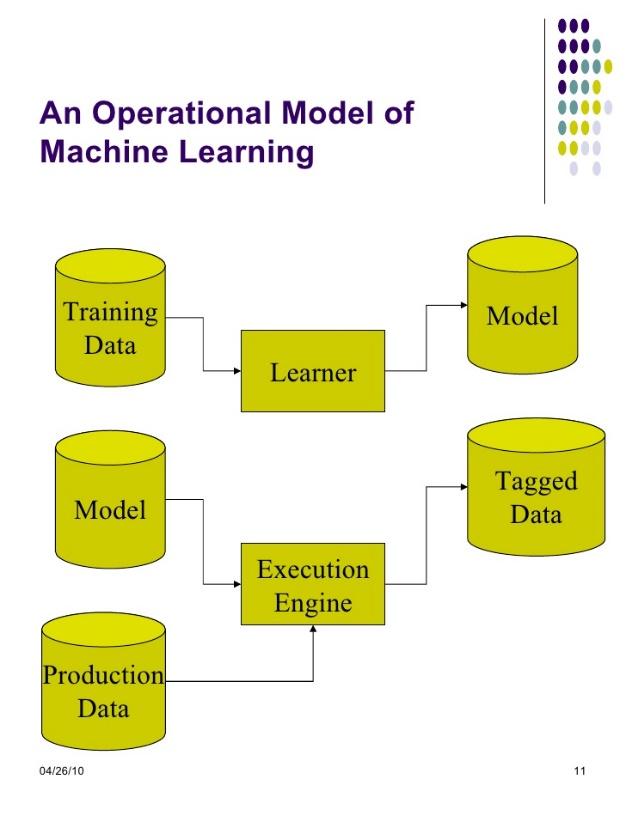 An Operational Model of
Machine Learning
Training
Data
Learner
Model
Model
Execution
Engine
Tagged
Data
Production
Data
04/26/10
11